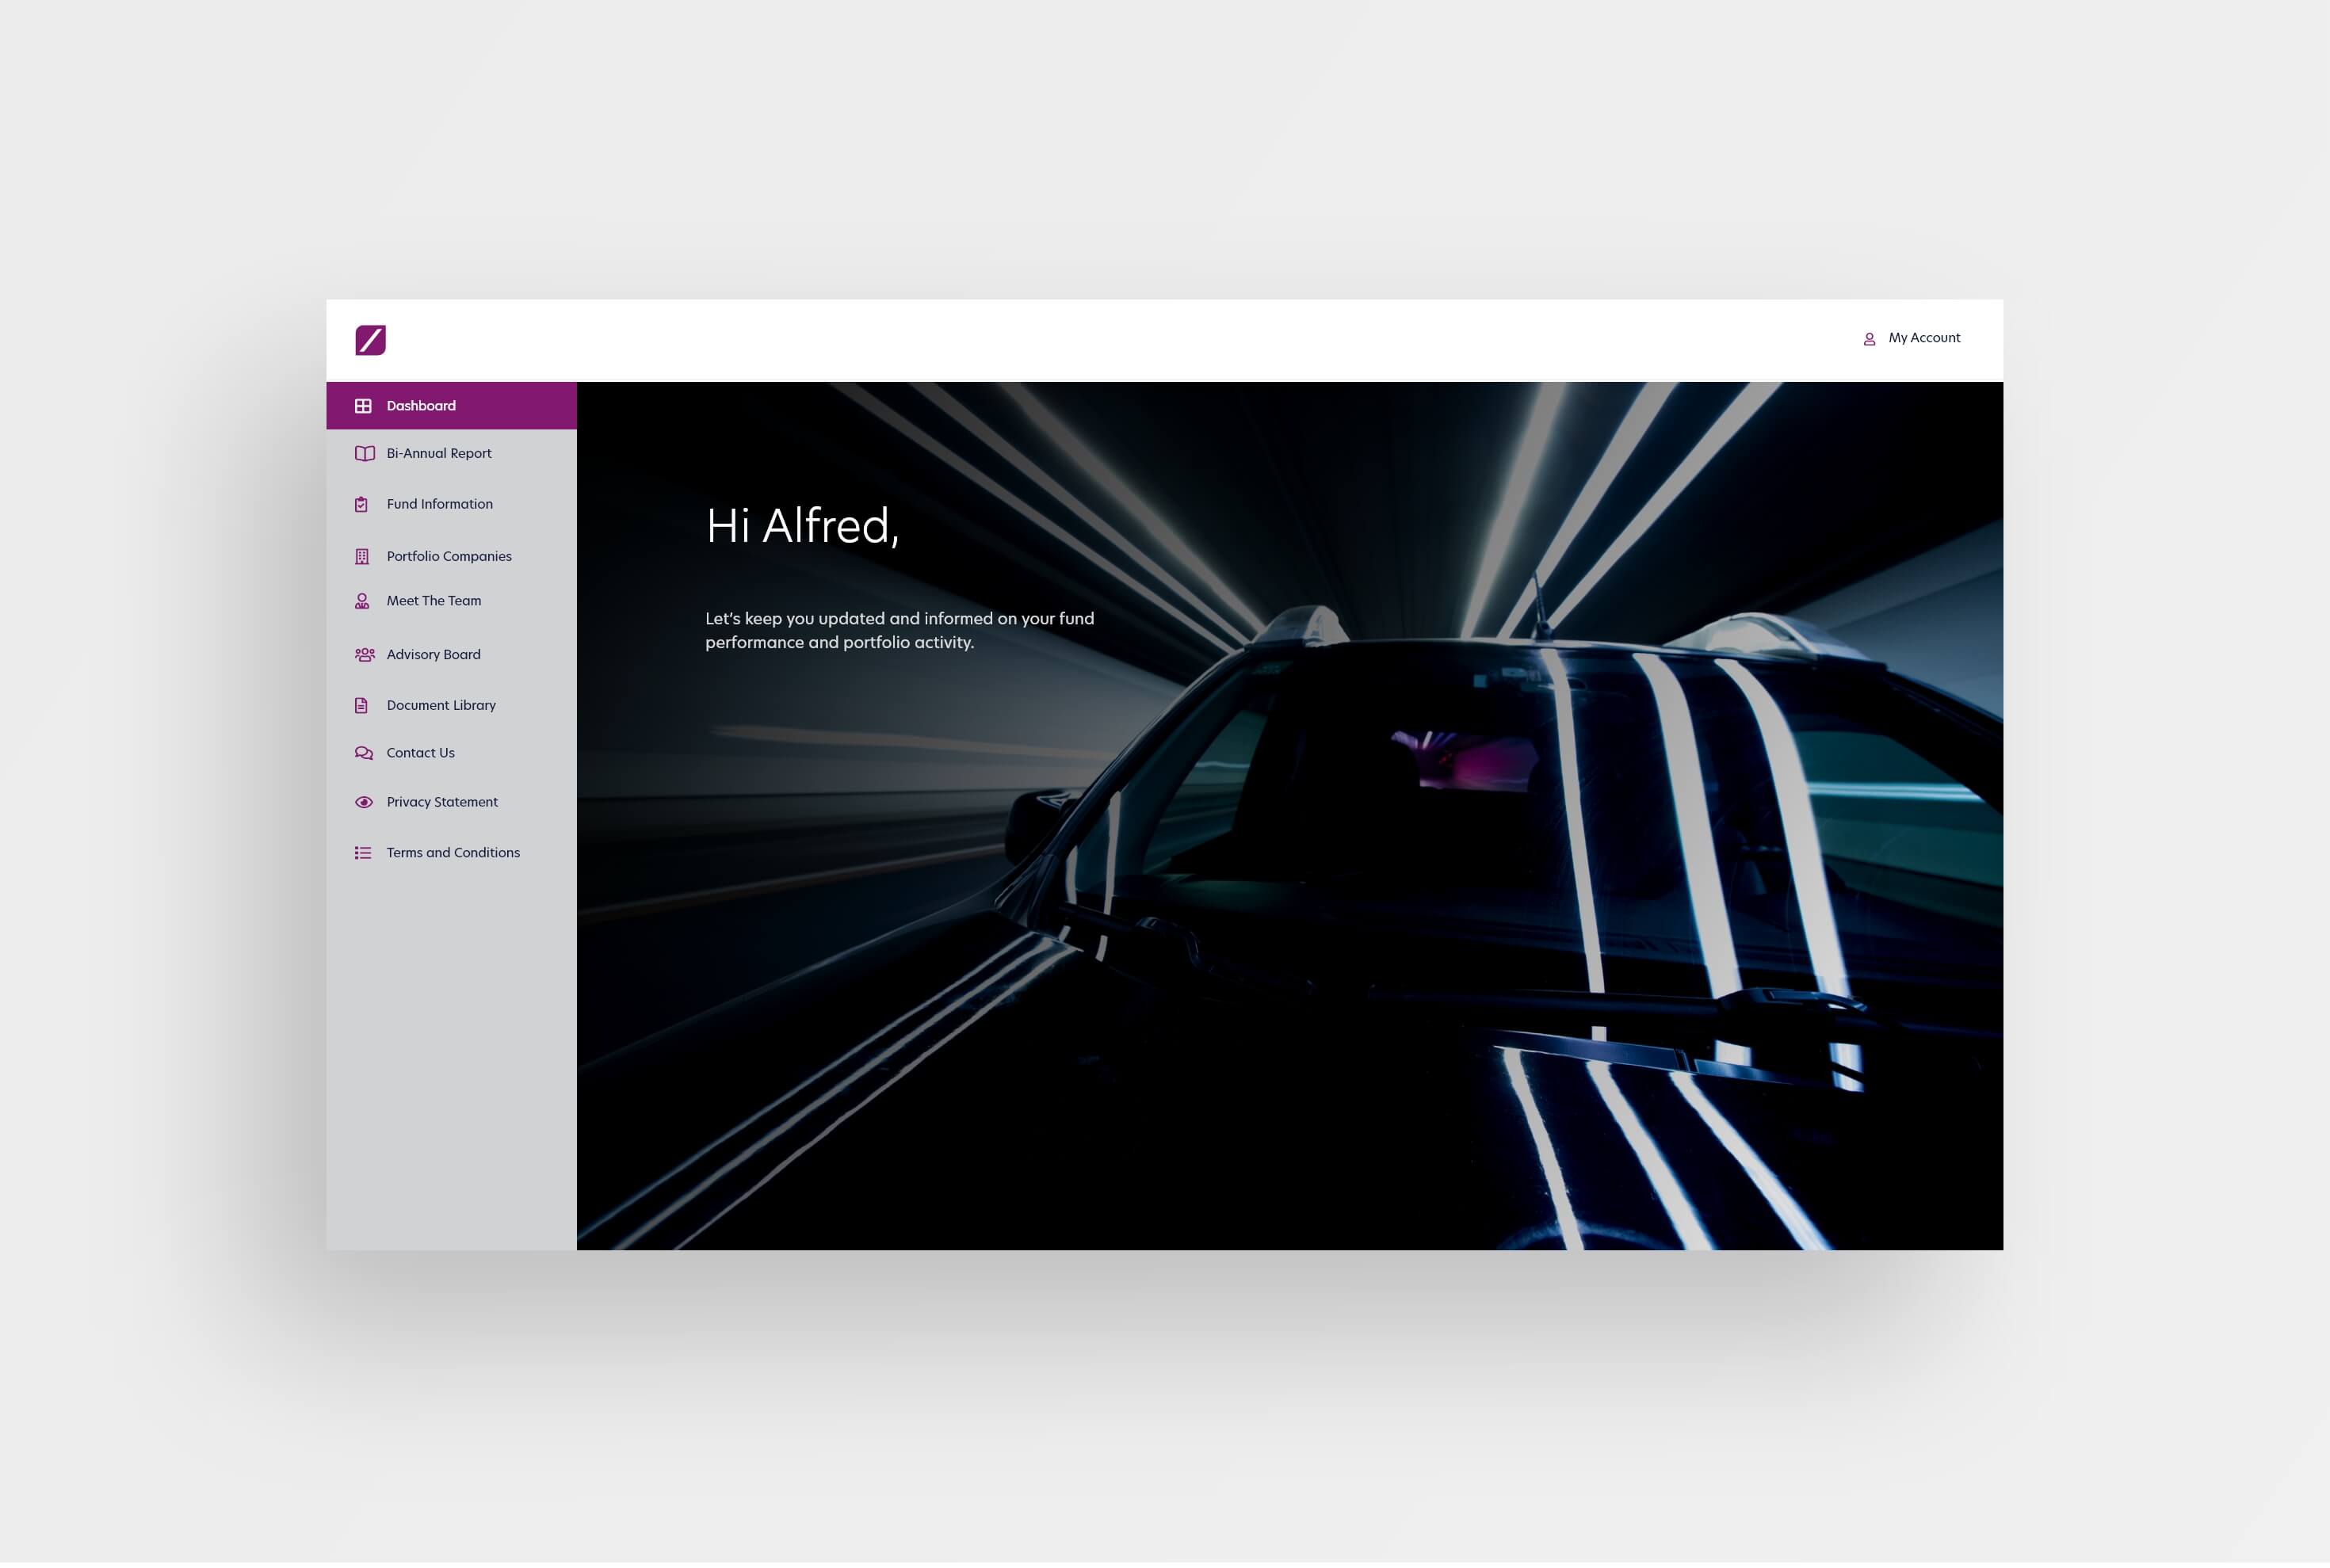 My Account
Dashboard
Bi-Annual Report
Fund Information
Portfolio Companies
Meet The Team
Advisory Board
Document Library
Contact Us
Privacy Statement
Terms and Conditions
Hi Alfred,
Let's keep you updated and informed on your fund
performance and portfolio activity.